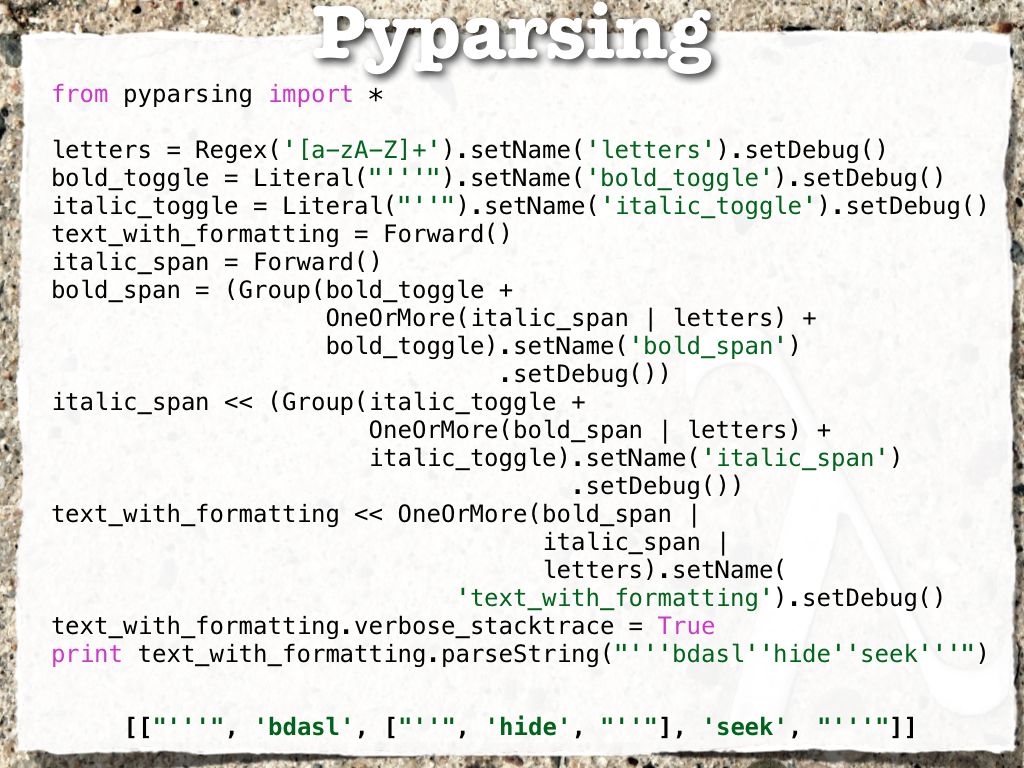 Pyparsing
from pyparsing import *
letters = Regex('[a-zA-Z]+').setName('letters').setDebug()
bold_toggle = Literal("'''").setName('bold_toggle').setDebug()
italic_toggle = Literal("''").setName('italic_toggle').setDebug()
text_with_formatting = Forward()
italic_span = Forward()
bold_span = (Group(bold_toggle +
OneOrMore(italic_span | letters) +
bold_toggle).setName('bold_span')
.setDebug())
italic_span << (Group(italic_toggle +
OneOrMore(bold_span | letters) +
italic_toggle).setName('italic_span')
.setDebug())
text_with_formatting << OneOrMore(bold_span |
italic_span |
letters).setName(
'text_with_formatting').setDebug()
text_with_formatting.verbose_stacktrace = True
print text_with_formatting.parseString("'''bdasl''hide''seek'''")
[["'''", 'bdasl', ["''", 'hide', "''"], 'seek', "'''"]]